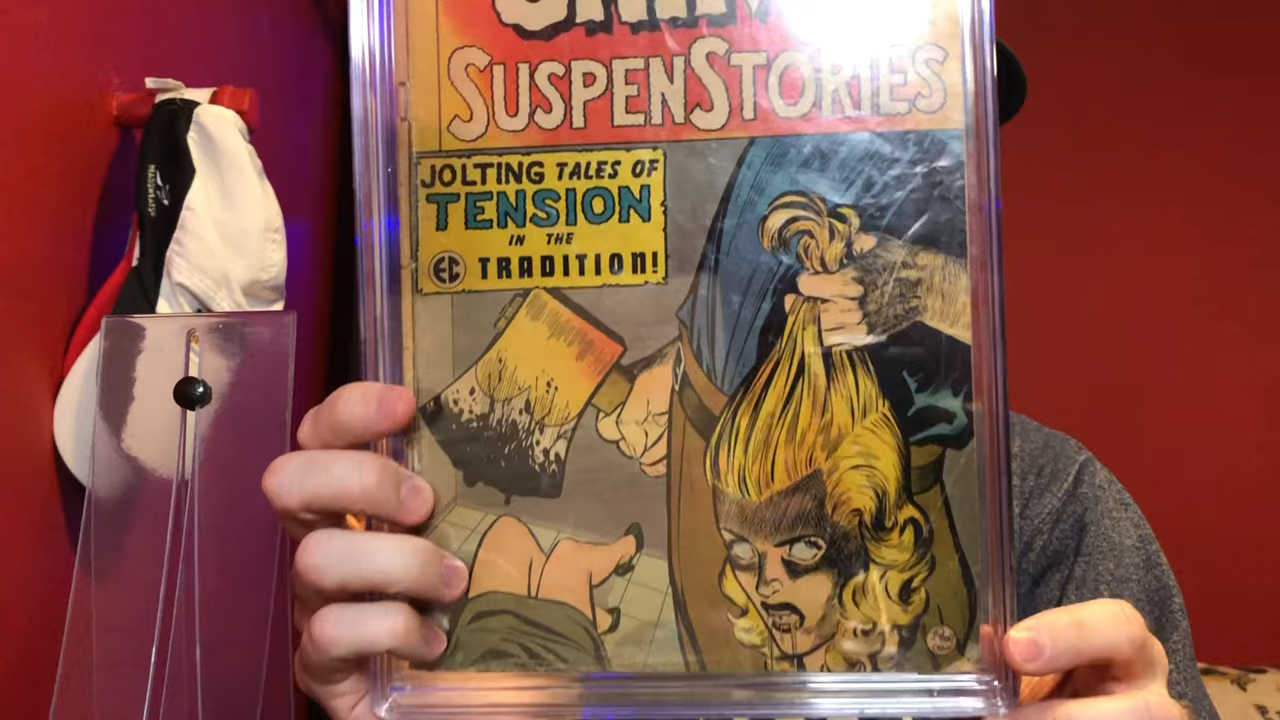 SUSPENSTORIES
JOLTING TALES OF
TENSION
IN THE
EC TRADITION!